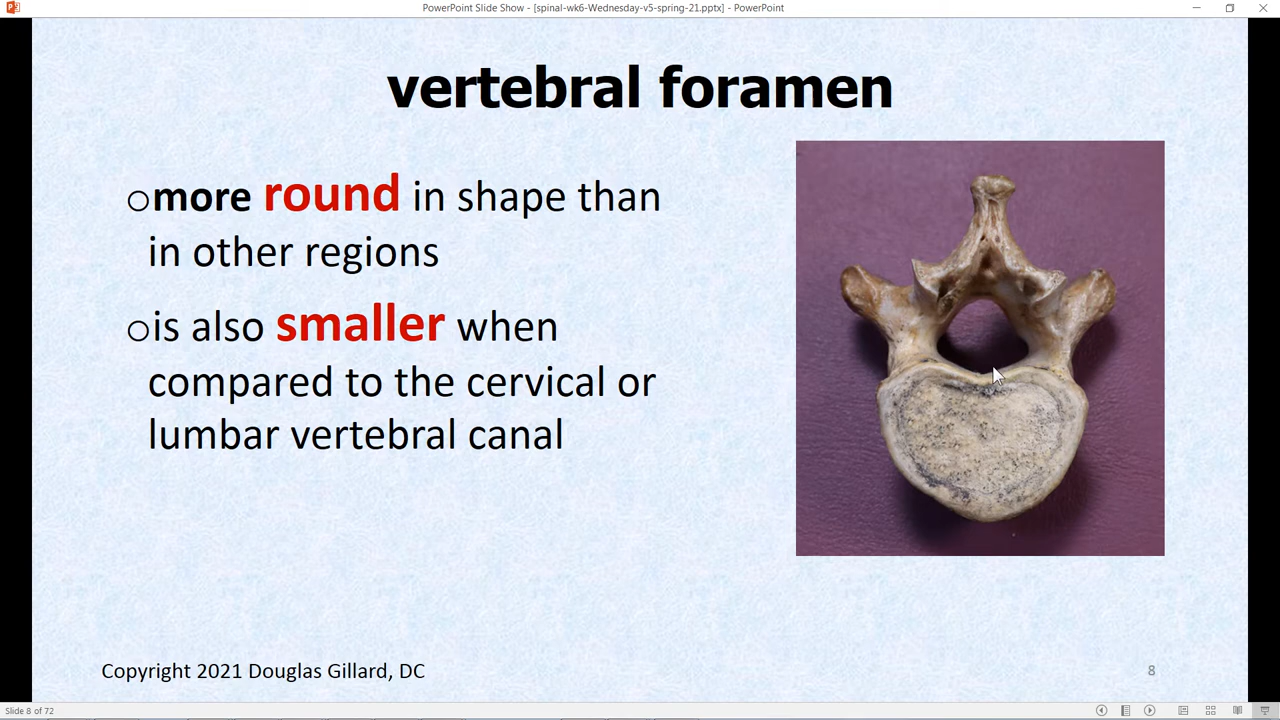 PowerPoint Slide Show - [spinal-wk6-Wednesday-v5-spring-21.pptx] - PowerPoint
vertebral foramen
○more round in shape than
in other regions
○is also smaller when
compared to the cervical or
lumbar vertebral canal
Copyright 2021 Douglas Gillard, DC
8
Slide 8 of 72